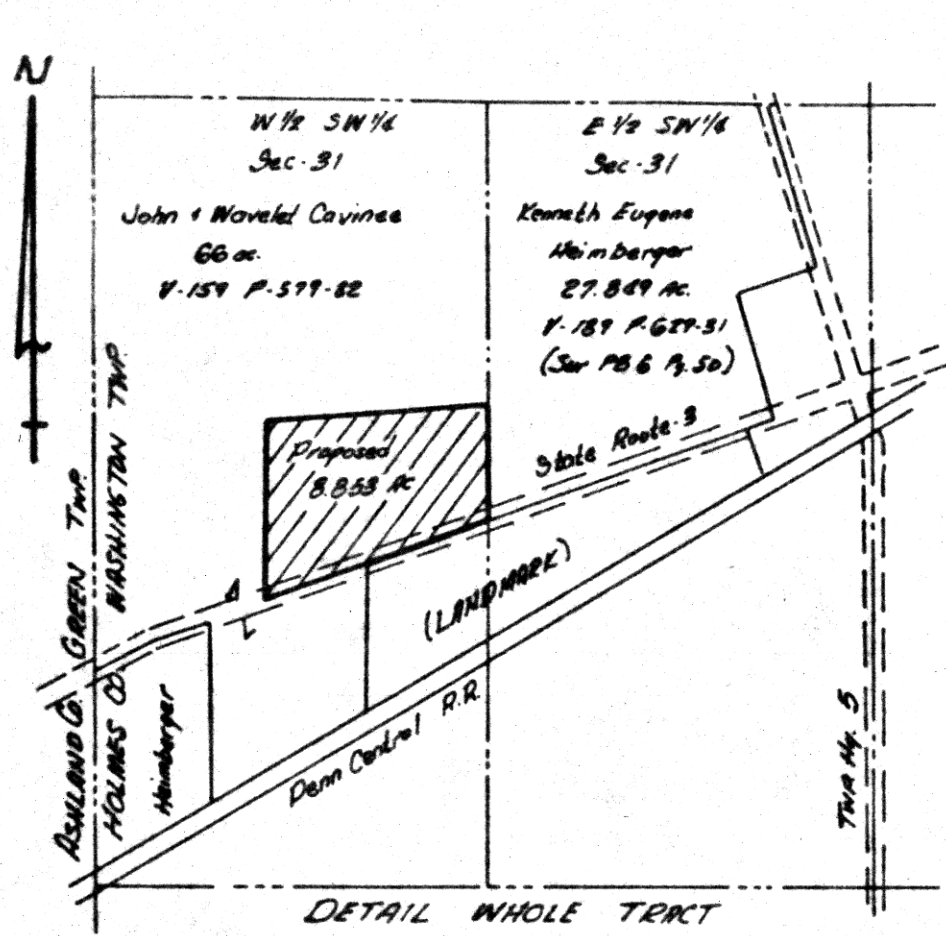 N
W 1/2 SW 1/4
Sec. 31
John & Wavelet Cavinee
66 ac.
V-159 P-579-82
E 1/2 SW 1/4
Sec. 31
Kenneth Eugene
Heimberger
27.849 Ac.
V-189 P-627-31
(Sur PB 6 Pg. 50)
Proposed
8.853 Ac
State Route 3
(LANDMARK)
Penn Central R.R.
Heimberger
ASHLAND CO. GREEN TWP.
HOLMES CO. WASHINGTON TWP.
Twp Hy. 5
DETAIL WHOLE TRACT